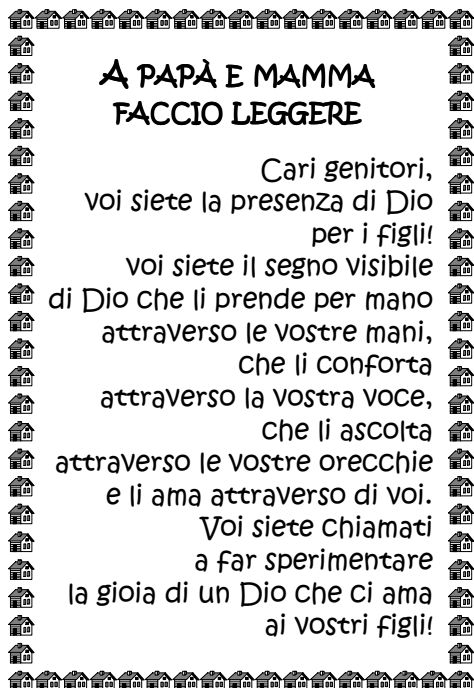 A PAPÀ E MAMMA
FACCIO LEGGERE
Cari genitori,
voi siete la presenza di Dio
per i figli!
voi siete il segno visibile
di Dio che li prende per mano
attraverso le vostre mani,
che li conforta
attraverso la vostra voce,
che li ascolta
attraverso le vostre orecchie
e li ama attraverso di voi.
Voi siete chiamati
a far sperimentare
la gioia di un Dio che ci ama
ai vostri figli!